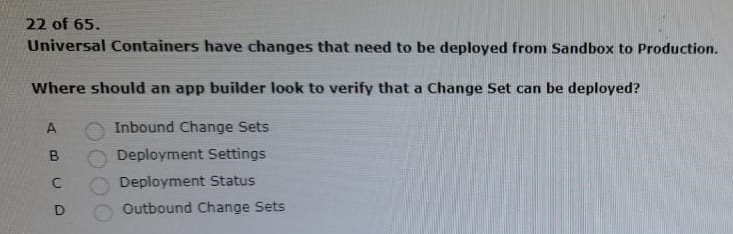 22 of 65.
Universal Containers have changes that need to be deployed from Sandbox to Production.
Where should an app builder look to verify that a Change Set can be deployed?
A Inbound Change Sets
B Deployment Settings
C Deployment Status
D Outbound Change Sets